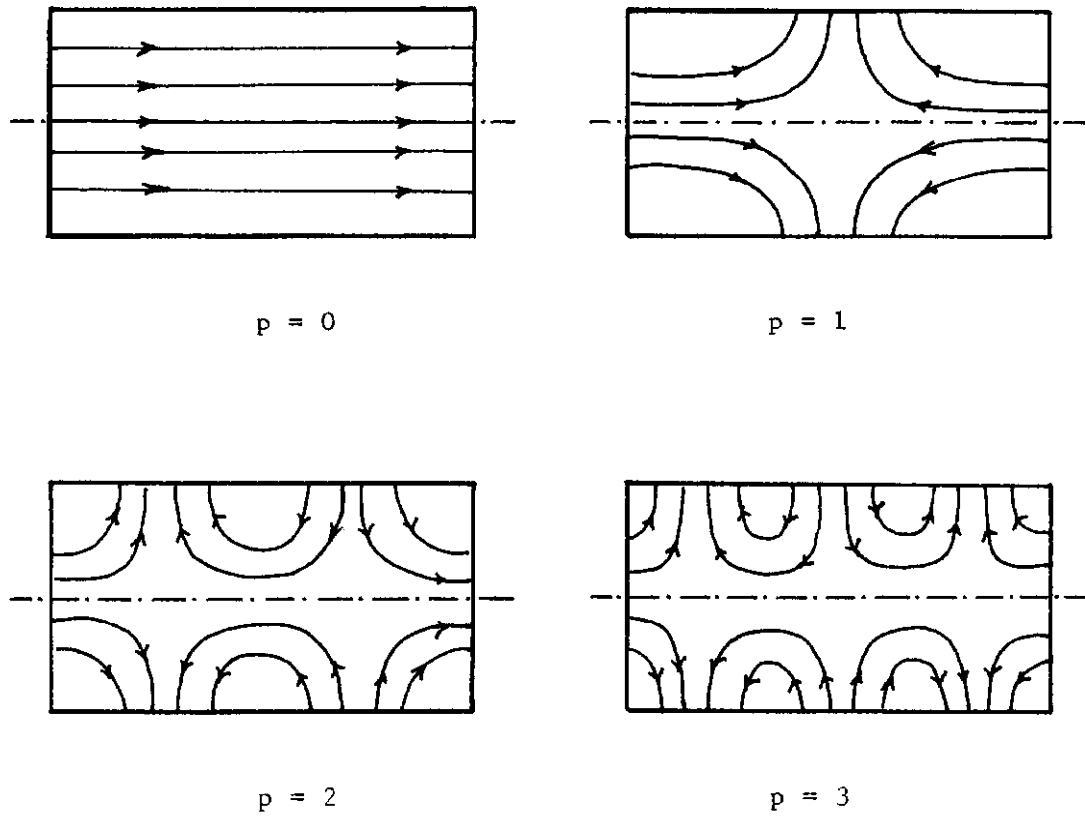 p = 0
p = 1
p = 2
p = 3